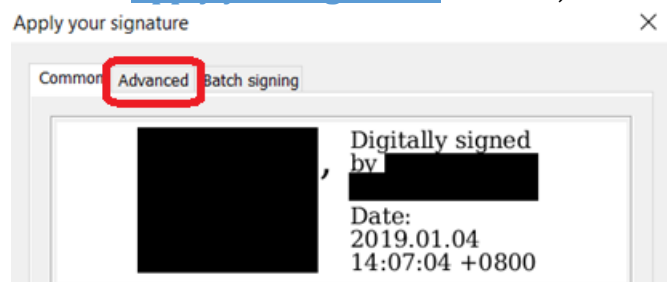 Apply your signature
Common Advanced Batch signing
Digitally signed
, by
Date:
2019.01.04
14:07:04 +0800